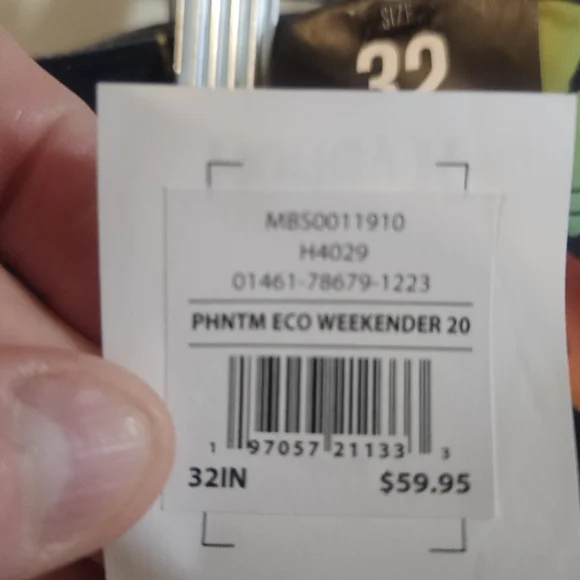 SIZE
32
MBS0011910
H4029
01461-78679-1223
PHNTM ECO WEEKENDER 20
1 97057 21133 3
32IN $59.95